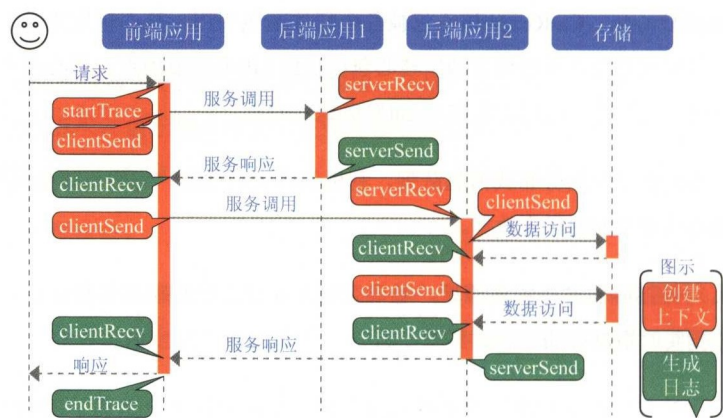 前端应用
后端应用1
后端应用2
存储
请求
startTrace
服务调用
serverRecv
clientSend
服务响应
serverSend
clientRecv
serverRecv
clientSend
服务调用
clientSend
数据访问
clientRecv
图示
clientSend
创建
上下文
数据访问
clientRecv
clientRecv
服务响应
响应
serverSend
生成
日志
endTrace